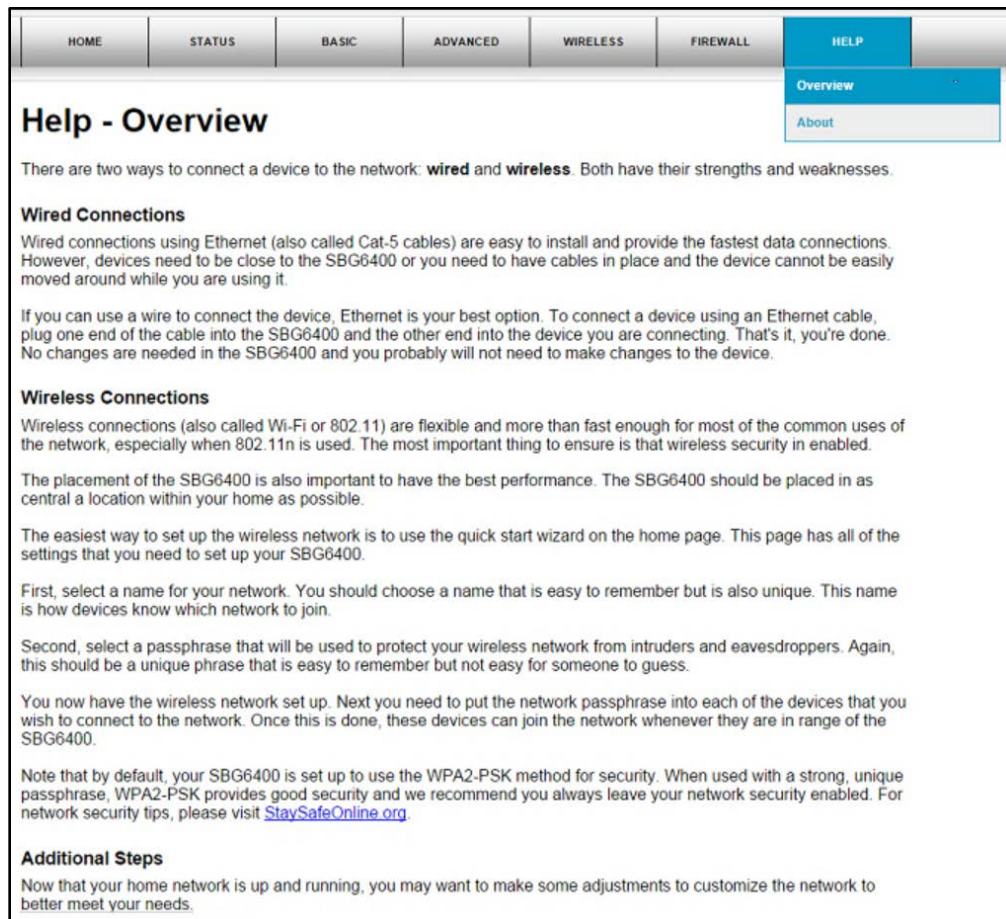 HOME STATUS BASIC ADVANCED WIRELESS FIREWALL HELP
Overview
About
Help - Overview
There are two ways to connect a device to the network: wired and wireless. Both have their strengths and weaknesses.
Wired Connections
Wired connections using Ethernet (also called Cat-5 cables) are easy to install and provide the fastest data connections.
However, devices need to be close to the SBG6400 or you need to have cables in place and the device cannot be easily
moved around while you are using it.
If you can use a wire to connect the device, Ethernet is your best option. To connect a device using an Ethernet cable,
plug one end of the cable into the SBG6400 and the other end into the device you are connecting. That's it, you're done.
No changes are needed in the SBG6400 and you probably will not need to make changes to the device.
Wireless Connections
Wireless connections (also called Wi-Fi or 802.11) are flexible and more than fast enough for most of the common uses of
the network, especially when 802.11n is used. The most important thing to ensure is that wireless security in enabled.
The placement of the SBG6400 is also important to have the best performance. The SBG6400 should be placed in as
central a location within your home as possible.
The easiest way to set up the wireless network is to use the quick start wizard on the home page. This page has all of the
settings that you need to set up your SBG6400.
First, select a name for your network. You should choose a name that is easy to remember but is also unique. This name
is how devices know which network to join.
Second, select a passphrase that will be used to protect your wireless network from intruders and eavesdroppers. Again,
this should be a unique phrase that is easy to remember but not easy for someone to guess.
You now have the wireless network set up. Next you need to put the network passphrase into each of the devices that you
wish to connect to the network. Once this is done, these devices can join the network whenever they are in range of the
SBG6400.
Note that by default, your SBG6400 is set up to use the WPA2-PSK method for security. When used with a strong, unique
passphrase, WPA2-PSK provides good security and we recommend you always leave your network security enabled. For
network security tips, please visit StaySafeOnline.org.
Additional Steps
Now that your home network is up and running, you may want to make some adjustments to customize the network to
better meet your needs.